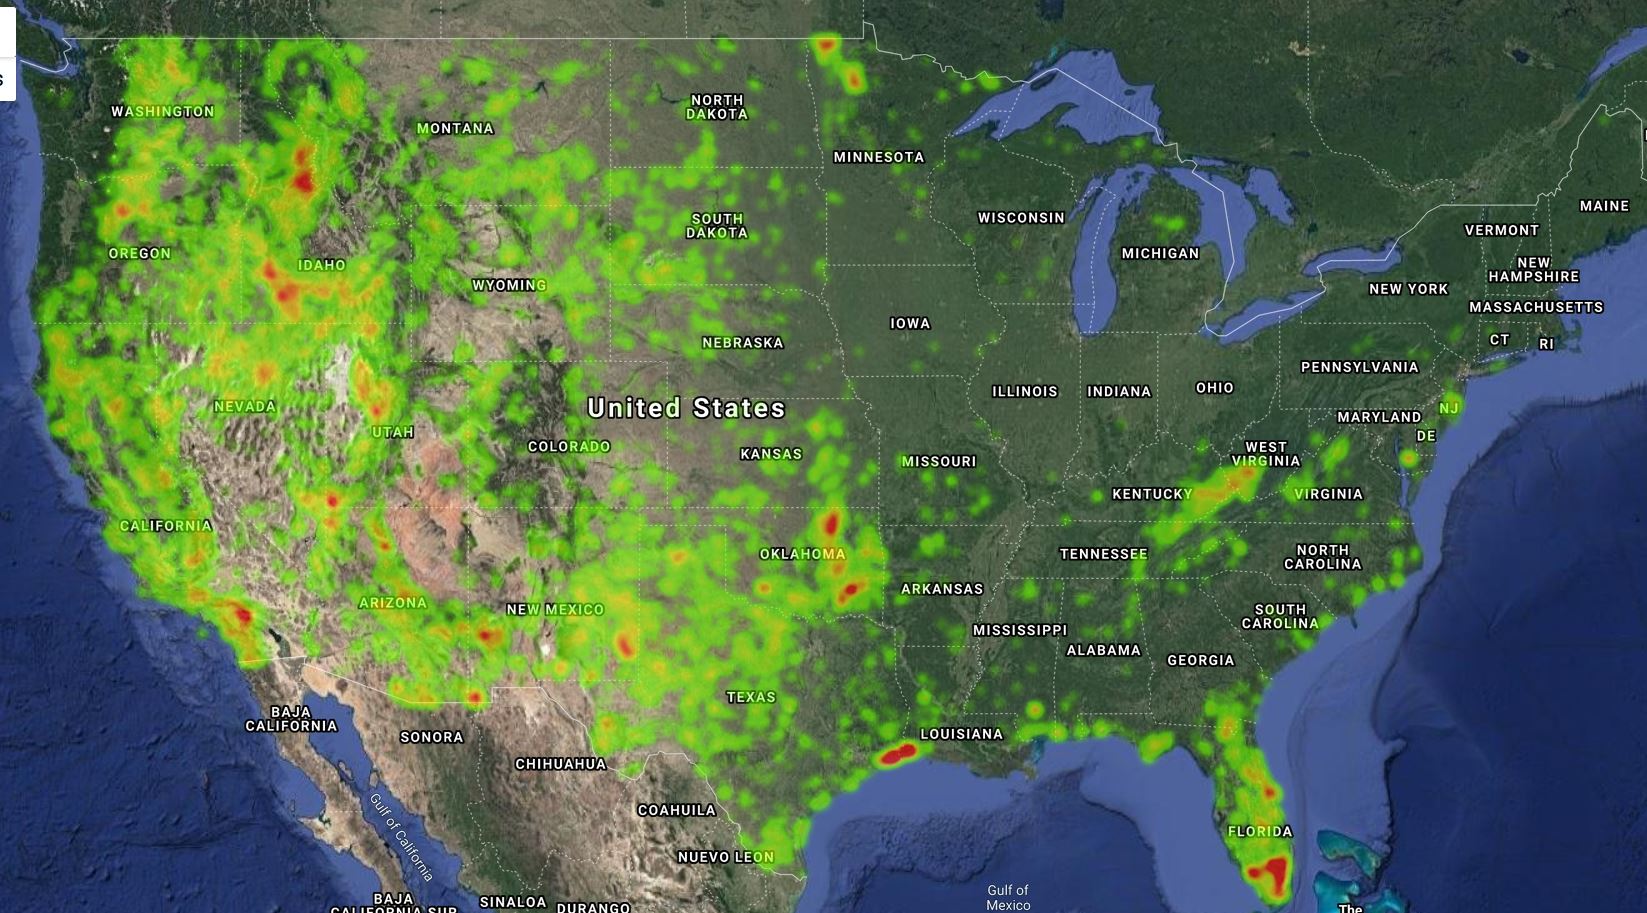 S
WASHINGTON
MONTANA
NORTH
DAKOTA
MINNESOTA
MAINE
WISCONSIN
SOUTH
DAKOTA
VERMONT
OREGON
IDAHO
MICHIGAN
NEW
HAMPSHIRE
WYOMING
NEW YORK
MASSACHUSETTS
IOWA
NEBRASKA
CT
RI
PENNSYLVANIA
ILLINOIS
INDIANA
OHIO
NEVADA
United States
NJ
MARYLAND
UTAH
DE
COLORADO
KANSAS
MISSOURI
WEST
VIRGINIA
KENTUCKY
VIRGINIA
CALIFORNIA
OKLAHOMA
TENNESSEE
NORTH
CAROLINA
ARKANSAS
ARIZONA
NEW MEXICO
SOUTH
CAROLINA
MISSISSIPPI
ALABAMA
GEORGIA
TEXAS
BAJA
CALIFORNIA
SONORA
LOUISIANA
CHIHUAHUA
Gulf of California
COAHUILA
FLORIDA
NUEVO LEON
Gulf of
Mexico
BAJA
CALIFORNIA SUR
SINALOA
DURANGO
The